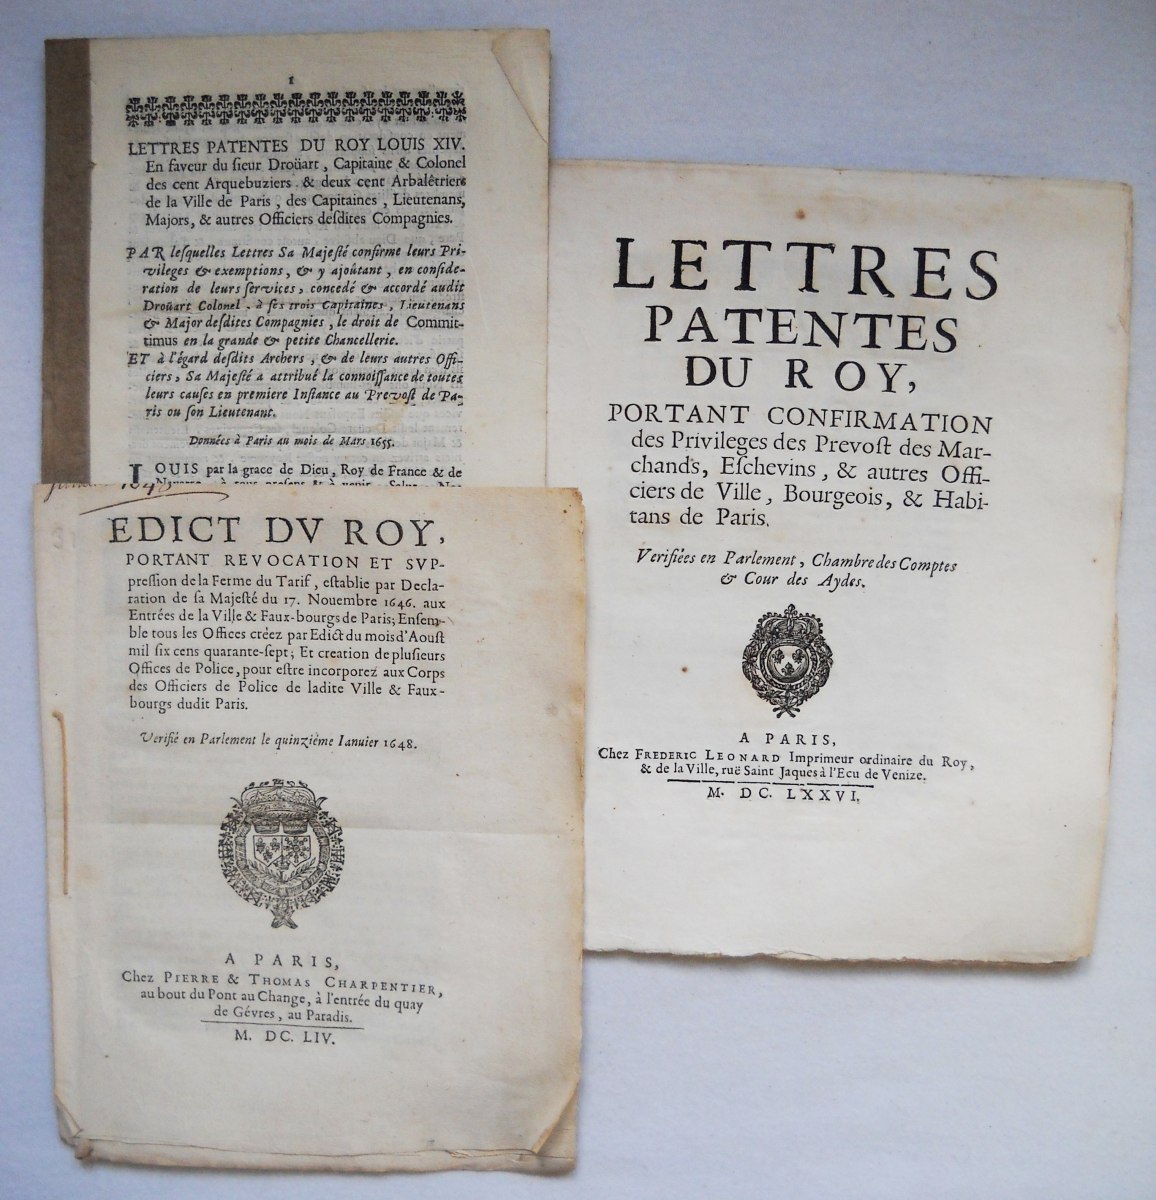 1
LETTRES PATENTES DU ROY LOUIS XIV.
En faveur du ſieur Droüart, Capitaine & Colonel
des cent Arquebuziers & deux cent Arbalêtriers
de la Ville de Paris, des Capitaines, Lieutenans,
Majors, & autres Officiers deſdites Compagnies.
PAR leſquelles Lettres Sa Majeſté confirme leurs Pri-
vileges & exemptions, & y ajoûtant, en conſide-
ration de leurs ſervices, concedé & accordé audit
Droüart Colonel, à ſes trois Capitaines, Lieutenans
& Major deſdites Compagnies, le droit de Commit-
timus en la grande & petite Chancellerie.
ET à l'égard deſdits Archers, & de leurs autres Offi-
ciers, Sa Majeſté a attribué la connoiſſance de toutes
leurs cauſes en premiere Inſtance au Prevoſt de Pa-
ris ou ſon Lieutenant.
Données à Paris au mois de Mars 1655.
LOUIS par la grace de Dieu, Roy de France & de
Navarre, à tous preſens & à venir, Salut. Nos
1648
EDICT DV ROY,
PORTANT REVOCATION ET SVP-
preſſion de la Ferme du Tarif, eſtablie par Decla-
ration de ſa Majeſté du 17. Nouembre 1646. aux
Entrées de la Ville & Faux-bourgs de Paris; Enſem-
ble tous les Offices créez par Edict du mois d'Aouſt
mil ſix cens quarante-ſept; Et creation de pluſieurs
Offices de Police, pour eſtre incorporez aux Corps
des Officiers de Police de ladite Ville & Faux-
bourgs dudit Paris.
Verifié en Parlement le quinziéme Ianuier 1648.
A PARIS,
Chez PIERRE & THOMAS CHARPENTIER,
au bout du Pont au Change, à l'entrée du quay
de Gévres, au Paradis.
M. DC. LIV.
LETTRES
PATENTES
DU ROY,
PORTANT CONFIRMATION
des Privileges des Prevoſt des Mar-
chands, Eſchevins, & autres Offi-
ciers de Ville, Bourgeois, & Habi-
tans de Paris.
Verifiées en Parlement, Chambre des Comptes
& Cour des Aydes.
A PARIS,
Chez FREDERIC LEONARD Imprimeur ordinaire du Roy,
& de la Ville, ruë Saint Jaques à l'Ecu de Venize.
M. DC. LXXVI.